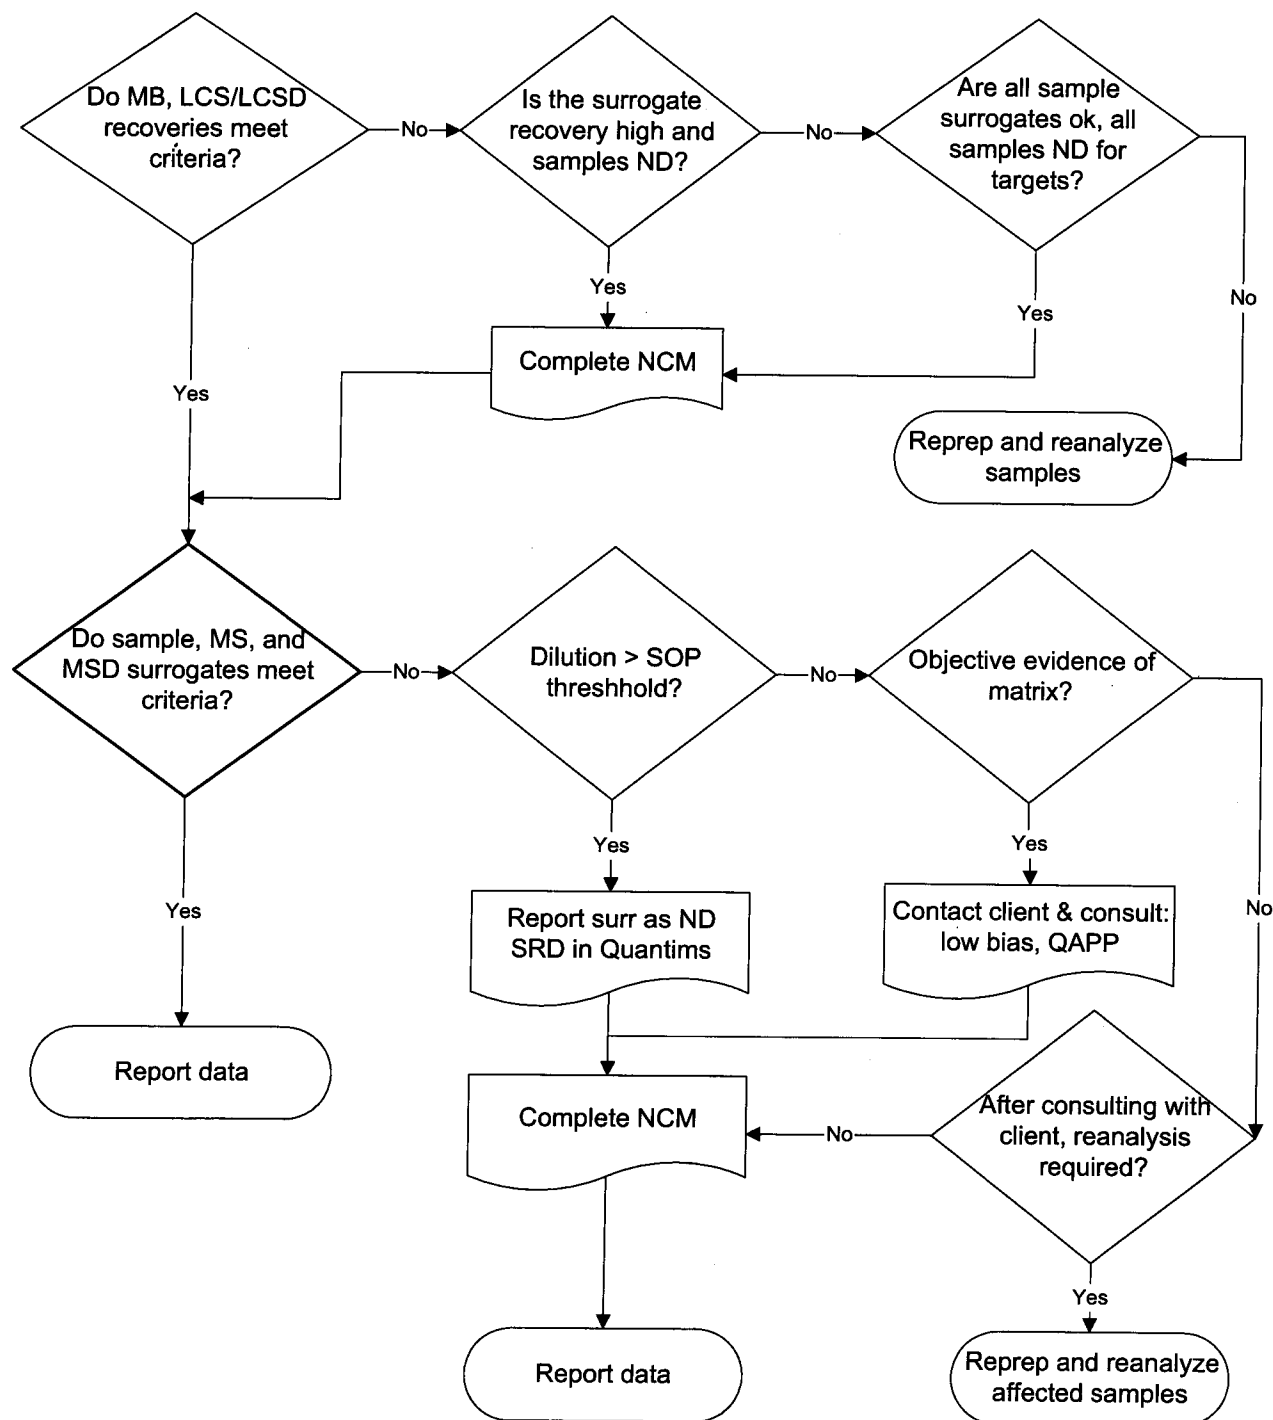 Do MB, LCS/LCSD
recoveries meet
criteria?
No
Is the surrogate
recovery high and
samples ND?
No
Are all sample
surrogates ok, all
samples ND for
targets?
Yes
Yes
No
Complete NCM
Yes
Reprep and reanalyze
samples
Do sample, MS, and
MSD surrogates meet
criteria?
No
Dilution > SOP
threshhold?
No
Objective evidence of
matrix?
Yes
Yes
Yes
No
Report surr as ND
SRD in Quantims
Contact client & consult:
low bias, QAPP
Report data
Complete NCM
No
After consulting with
client, reanalysis
required?
Yes
Report data
Reprep and reanalyze
affected samples